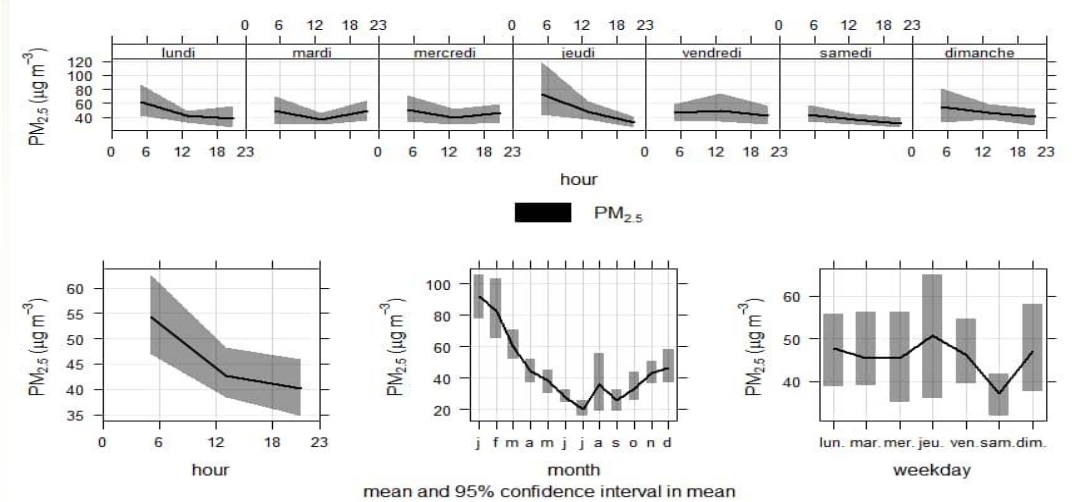 0 6 12 18 23 0 6 12 18 23 0 6 12 18 23
lundi mardi mercredi jeudi vendredi samedi dimanche
PM2.5 (µg m−3)
120
100
80
60
40
0 6 12 18 23 0 6 12 18 23 0 6 12 18 23 0 6 12 18 23
hour
PM2.5
PM2.5 (µg m−3)
60
55
50
45
40
35
0 6 12 18 23
hour
PM2.5 (µg m−3)
100
80
60
40
20
j f m a m j j a s o n d
month
PM2.5 (µg m−3)
60
50
40
lun. mar. mer. jeu. ven. sam. dim.
weekday
mean and 95% confidence interval in mean